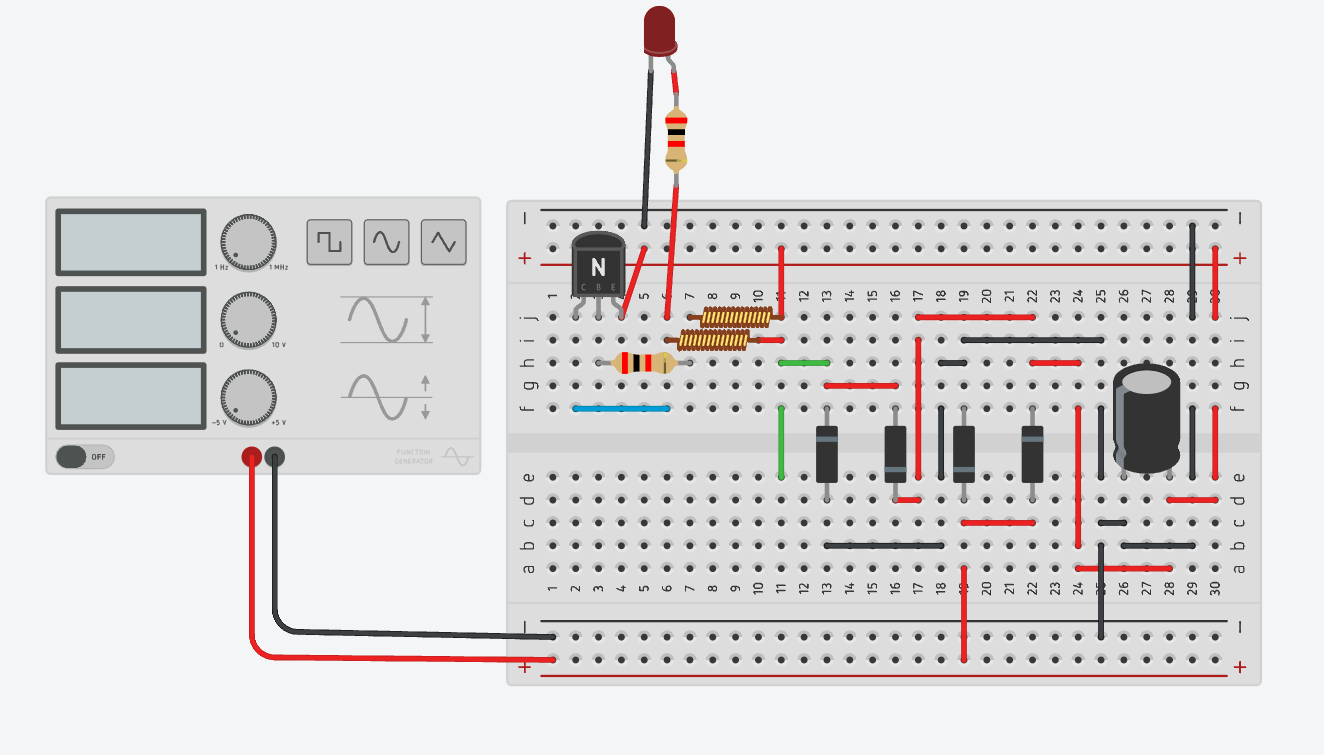 1 Hz 1 MHz
0 10 V
-5 V +5 V
OFF
FUNCTION
GENERATOR
N
C B E
− −
+ +
1 2 3 4 5 6 7 8 9 10 11 12 13 14 15 16 17 18 19 20 21 22 23 24 25 26 27 28 29 30
j j
i i
h h
g g
f f
e e
d d
c c
b b
a a
1 2 3 4 5 6 7 8 9 10 11 12 13 14 15 16 17 18 19 20 21 22 23 24 25 26 27 28 29 30
− −
+ +